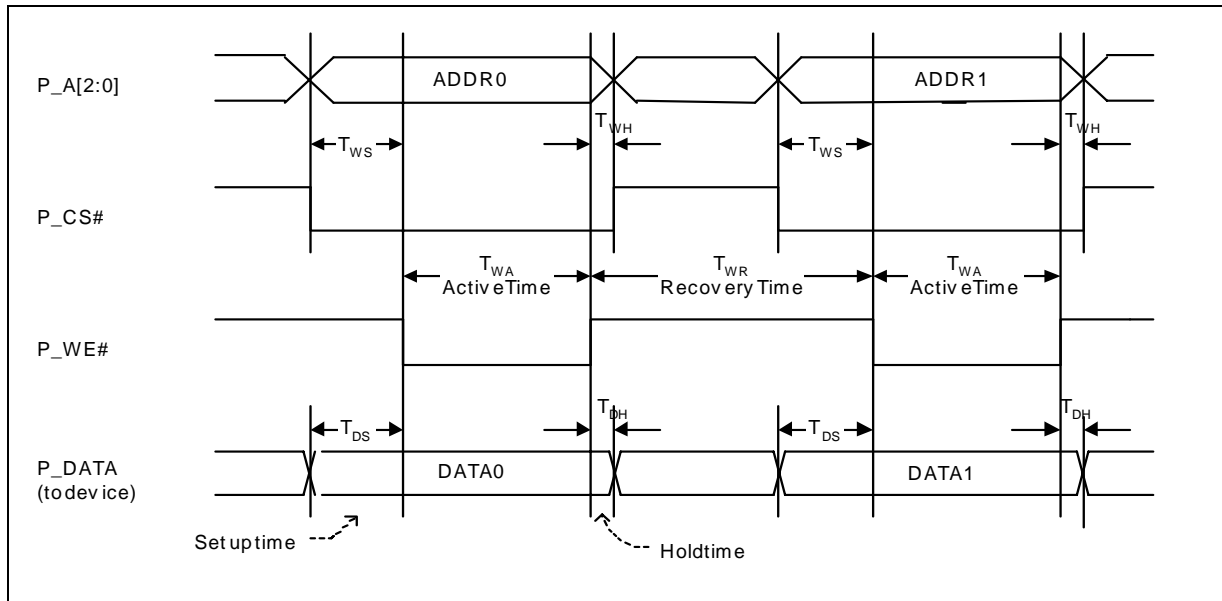 P_A[2:0]
ADDR0
ADDR1
TWS
TWH
TWS
TWH
P_CS#
TWA
ActiveTime
TWR
Recovery Time
TWA
ActiveTime
P_WE#
TDS
TDH
TDS
TDH
P_DATA
(todevice)
DATA0
DATA1
Setuptime
Holdtime